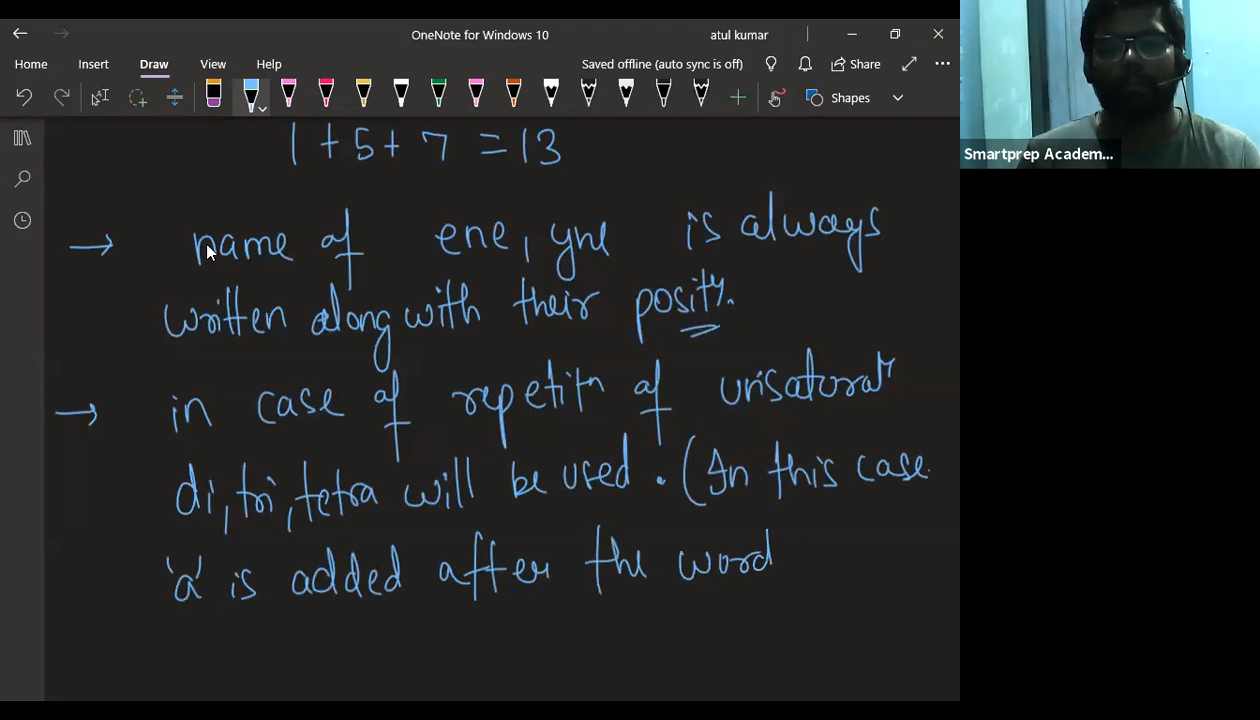 OneNote for Windows 10
atul kumar
Home Insert Draw View Help
Saved offline (auto sync is off)
Share
Shapes
Smartprep Academ...
1 + 5 + 7 = 13
→ name of ene, yne is always
written along with their positn.
→ in case of repetitn of unsaturatn
di, tri, tetra will be used. (In this case
'a' is added after the word